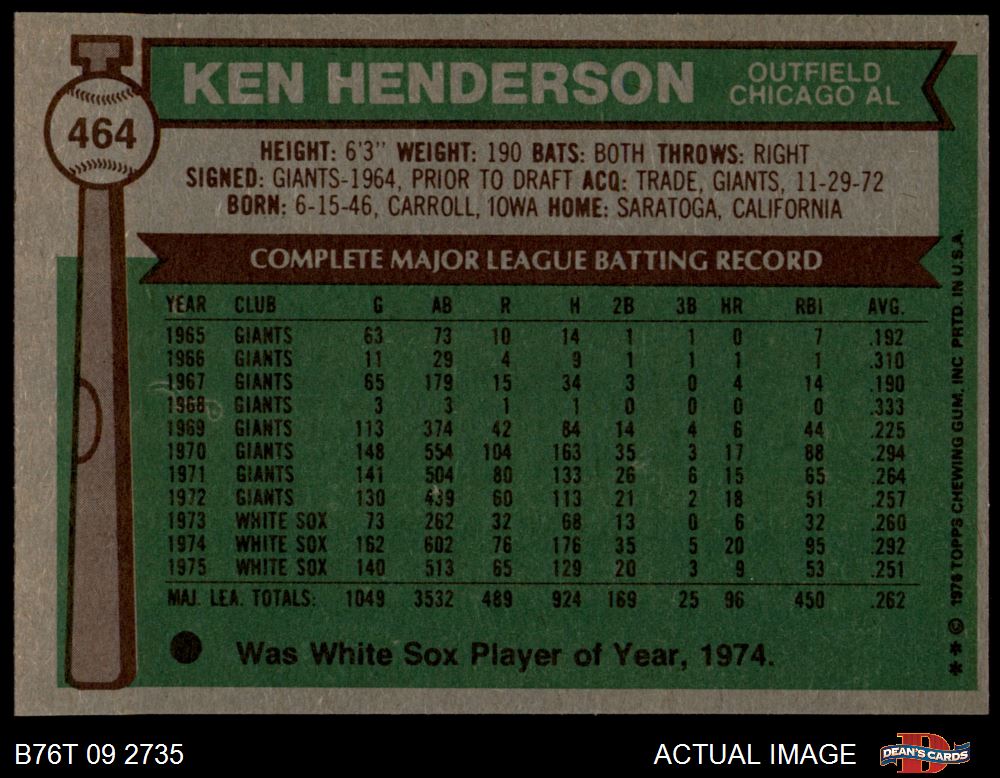 KEN HENDERSON
OUTFIELD
CHICAGO AL
464
HEIGHT: 6'3" WEIGHT: 190 BATS: BOTH THROWS: RIGHT
SIGNED: GIANTS-1964, PRIOR TO DRAFT ACQ: TRADE, GIANTS, 11-29-72
BORN: 6-15-46, CARROLL, IOWA HOME: SARATOGA, CALIFORNIA
COMPLETE MAJOR LEAGUE BATTING RECORD
YEAR CLUB G AB R H 2B 3B HR RBI AVG.
1965 GIANTS 63 73 10 14 1 1 0 7 .192
1966 GIANTS 11 29 4 9 1 1 1 1 .310
1967 GIANTS 65 179 15 34 3 0 4 14 .190
1968 GIANTS 3 3 1 1 0 0 0 0 .333
1969 GIANTS 113 374 42 84 14 4 6 44 .225
1970 GIANTS 148 554 104 163 35 3 17 88 .294
1971 GIANTS 141 504 80 133 26 6 15 65 .264
1972 GIANTS 130 439 60 113 21 2 18 51 .257
1973 WHITE SOX 73 262 32 68 13 0 6 32 .260
1974 WHITE SOX 162 602 76 176 35 5 20 95 .292
1975 WHITE SOX 140 513 65 129 20 3 9 53 .251
MAJ. LEA. TOTALS: 1049 3532 489 924 169 25 96 450 .262
Was White Sox Player of Year, 1974.
* * © 1976 TOPPS CHEWING GUM, INC PRTD. IN U.S.A.
B76T 09 2735
ACTUAL IMAGE
DEAN'S CARDS